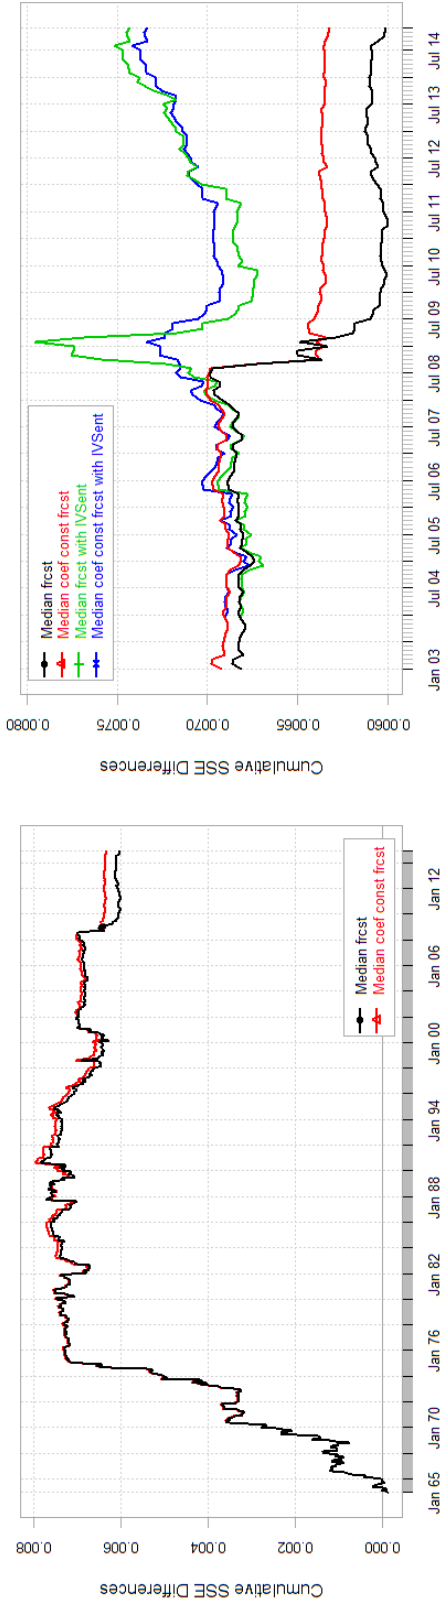 Cumulative SSE Differences
0.008
0.006
0.004
0.002
0.000
Median frcst
Median coef const frcst
Jan 65
Jan 70
Jan 76
Jan 82
Jan 88
Jan 94
Jan 00
Jan 06
Jan 12
Cumulative SSE Differences
0.0080
0.0075
0.0070
0.0065
0.0060
Median frcst
Median coef const frcst
Median frcst with IVSent
Median coef const frcst with IVSent
Jan 03
Jul 04
Jul 05
Jul 06
Jul 07
Jul 08
Jul 09
Jul 10
Jul 11
Jul 12
Jul 13
Jul 14